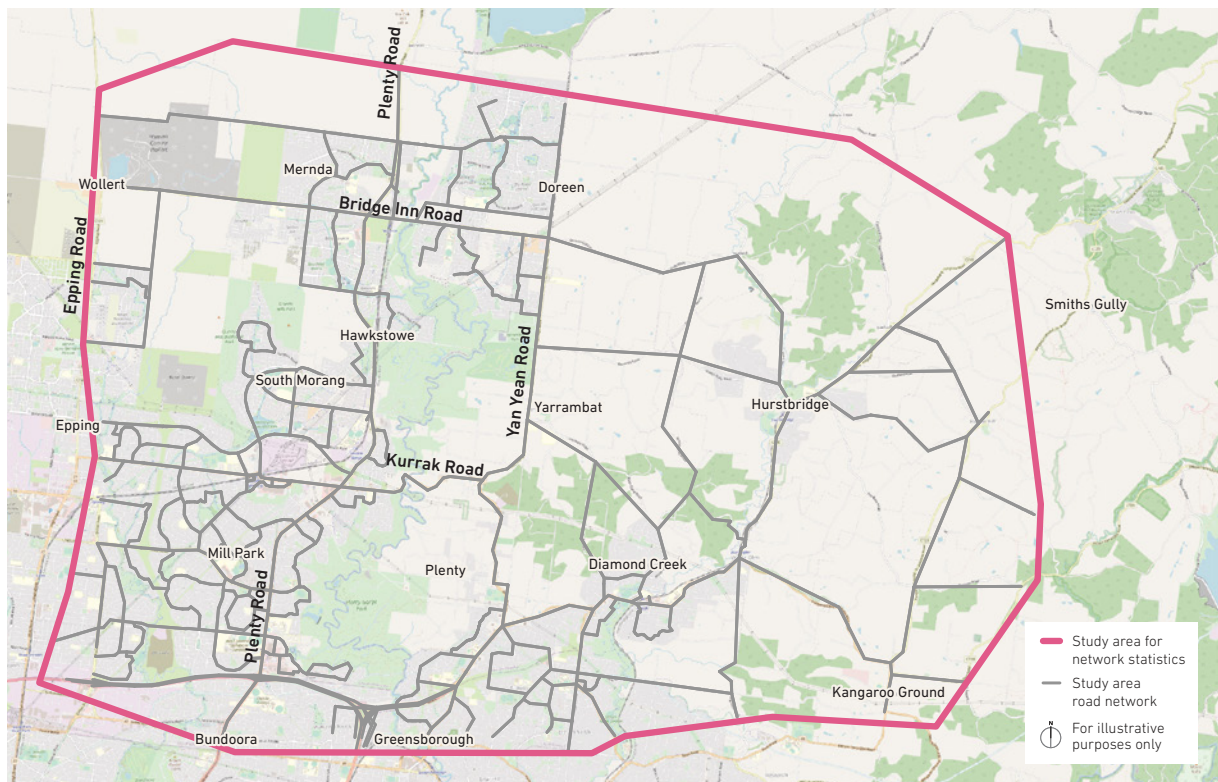 Plenty Road
Mernda
Wollert
Doreen
Bridge Inn Road
Epping Road
Smiths Gully
Hawkstowe
South Morang
Yan Yean Road
Yarrambat
Hurstbridge
Epping
Kurrak Road
Mill Park
Plenty
Diamond Creek
Plenty Road
Kangaroo Ground
Bundoora
Greensborough
Study area for
network statistics
Study area
road network
N
For illustrative
purposes only